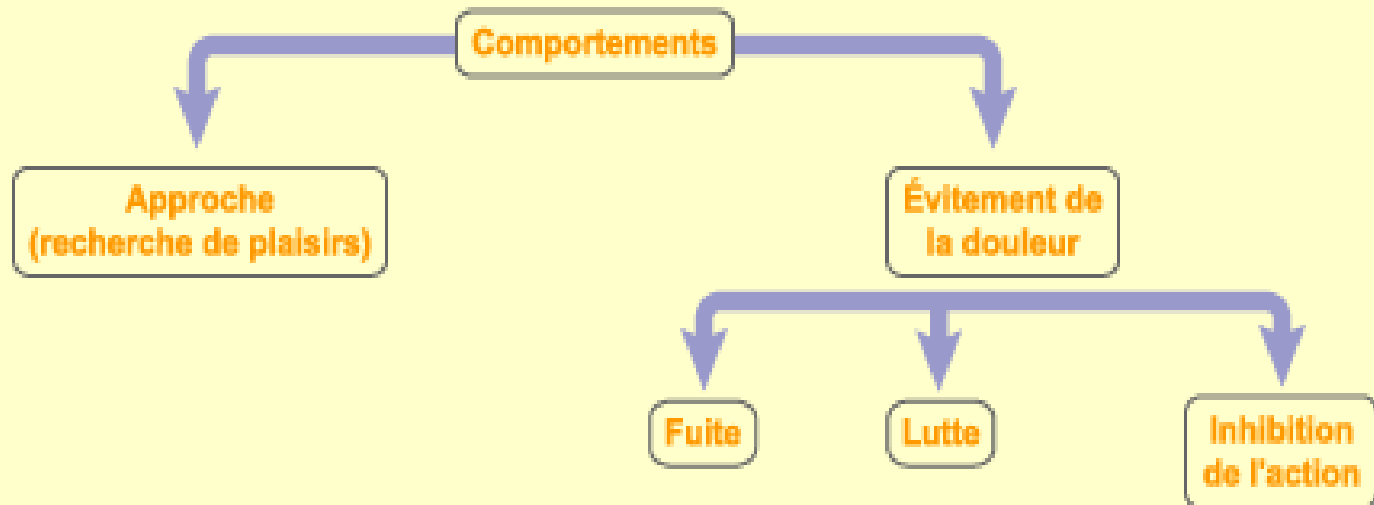 Comportements
Approche
(recherche de plaisirs)
Évitement de
la douleur
Fuite
Lutte
Inhibition
de l'action